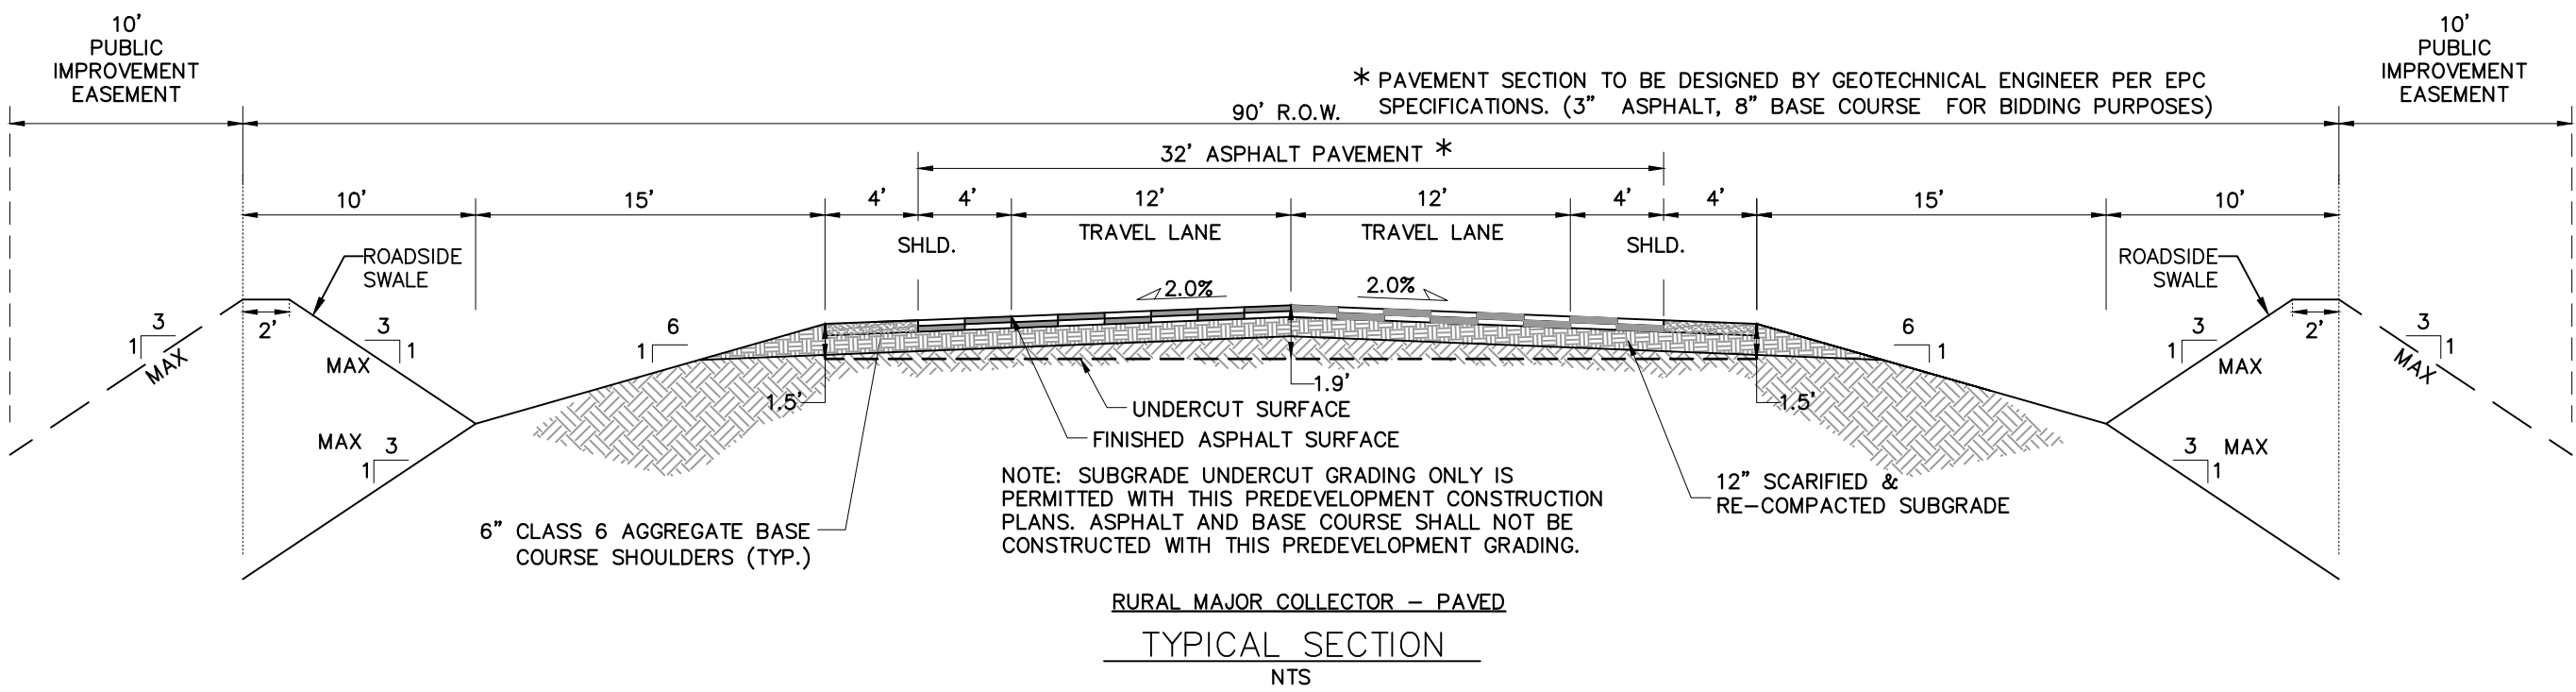 10'
PUBLIC
IMPROVEMENT
EASEMENT
10'
PUBLIC
IMPROVEMENT
EASEMENT
* PAVEMENT SECTION TO BE DESIGNED BY GEOTECHNICAL ENGINEER PER EPC
SPECIFICATIONS. (3" ASPHALT, 8" BASE COURSE FOR BIDDING PURPOSES)
90' R.O.W.
32' ASPHALT PAVEMENT *
10'
15'
4'
4'
12'
12'
4'
4'
15'
10'
SHLD.
TRAVEL LANE
TRAVEL LANE
SHLD.
ROADSIDE
SWALE
ROADSIDE
SWALE
2.0%
2.0%
2'
2'
3
1
MAX
3
1
MAX
6
1
6
1
3
1
MAX
3
1
MAX
1.5'
1.9'
1.5'
MAX
3
1
3
1
MAX
UNDERCUT SURFACE
FINISHED ASPHALT SURFACE
NOTE: SUBGRADE UNDERCUT GRADING ONLY IS
PERMITTED WITH THIS PREDEVELOPMENT CONSTRUCTION
PLANS. ASPHALT AND BASE COURSE SHALL NOT BE
CONSTRUCTED WITH THIS PREDEVELOPMENT GRADING.
6" CLASS 6 AGGREGATE BASE
COURSE SHOULDERS (TYP.)
12" SCARIFIED &
RE-COMPACTED SUBGRADE
RURAL MAJOR COLLECTOR - PAVED
TYPICAL SECTION
NTS